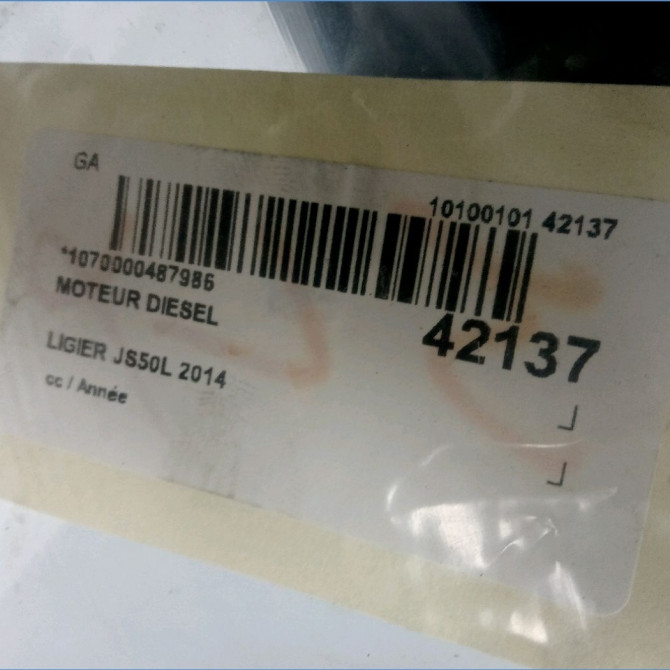 GA
10100101 42137
*1070000487986
MOTEUR DIESEL
42137
LIGIER JS50L 2014
cc / Année